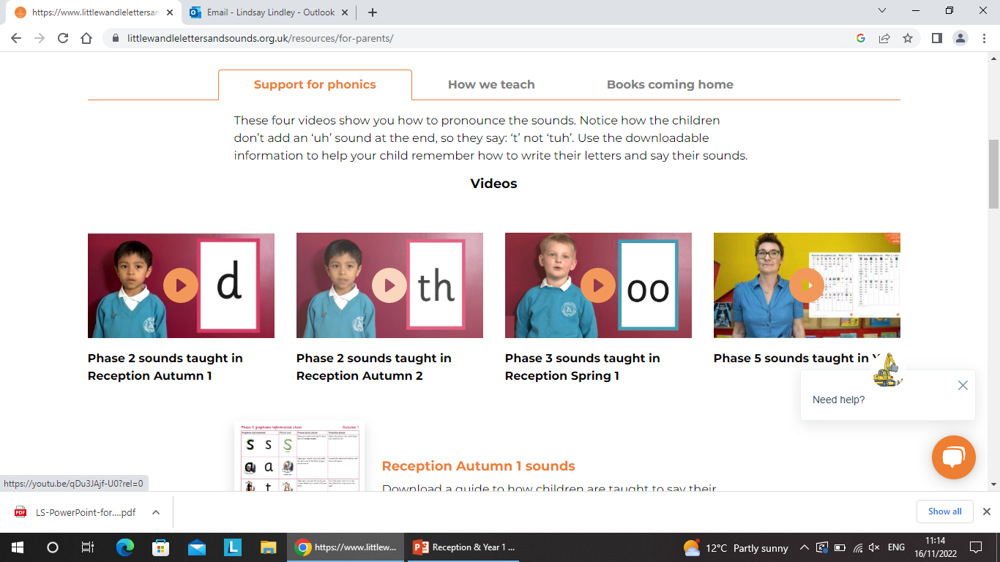 https://www.littlewandlelettersan
Email - Lindsay Lindley - Outlook
littlewandlelettersandsounds.org.uk/resources/for-parents/
Support for phonics
How we teach
Books coming home
These four videos show you how to pronounce the sounds. Notice how the children
don’t add an ‘uh’ sound at the end, so they say: ‘t’ not ‘tuh’. Use the downloadable
information to help your child remember how to write their letters and say their sounds.
Videos
d
th
oo
Phase 2 sounds taught in
Reception Autumn 1
Phase 2 sounds taught in
Reception Autumn 2
Phase 3 sounds taught in
Reception Spring 1
Phase 5 sounds taught in
Need help?
Phase 2 grapheme information sheet Autumn 1
S s S
a a
t
Reception Autumn 1 sounds
Download a guide to how children are taught to say their
https://youtu.be/qDu3JAjf-U0?rel=0
PDF
LS-PowerPoint-for....pdf
Show all
L
https://www.littlew...
Reception & Year 1 ...
12°C Partly sunny
ENG
11:14
16/11/2022